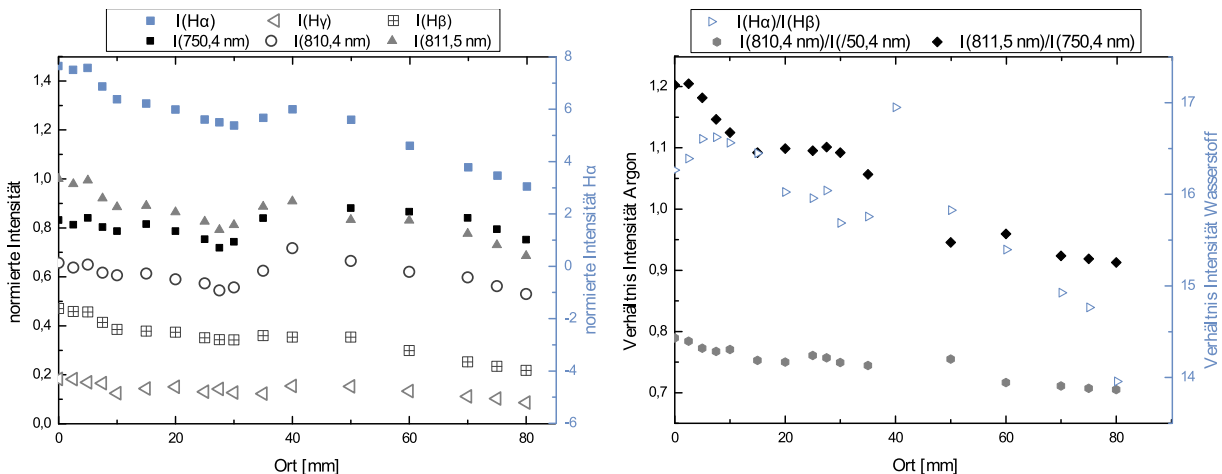 I(Hα) I(Hγ) I(Hβ)
I(750,4 nm) I(810,4 nm) I(811,5 nm)
normierte Intensität
1,4
1,2
1,0
0,8
0,6
0,4
0,2
0,0
0 20 40 60 80
Ort [mm]
8
6
4
2
0
-2
-4
-6
normierte Intensität Hα
I(Hα)/I(Hβ)
I(810,4 nm)/I(/50,4 nm) I(811,5 nm)/I(750,4 nm)
Verhältnis Intensität Argon
1,2
1,1
1,0
0,9
0,8
0,7
0 20 40 60 80
Ort [mm]
17
16
15
14
Verhältnis Intensität Wasserstoff